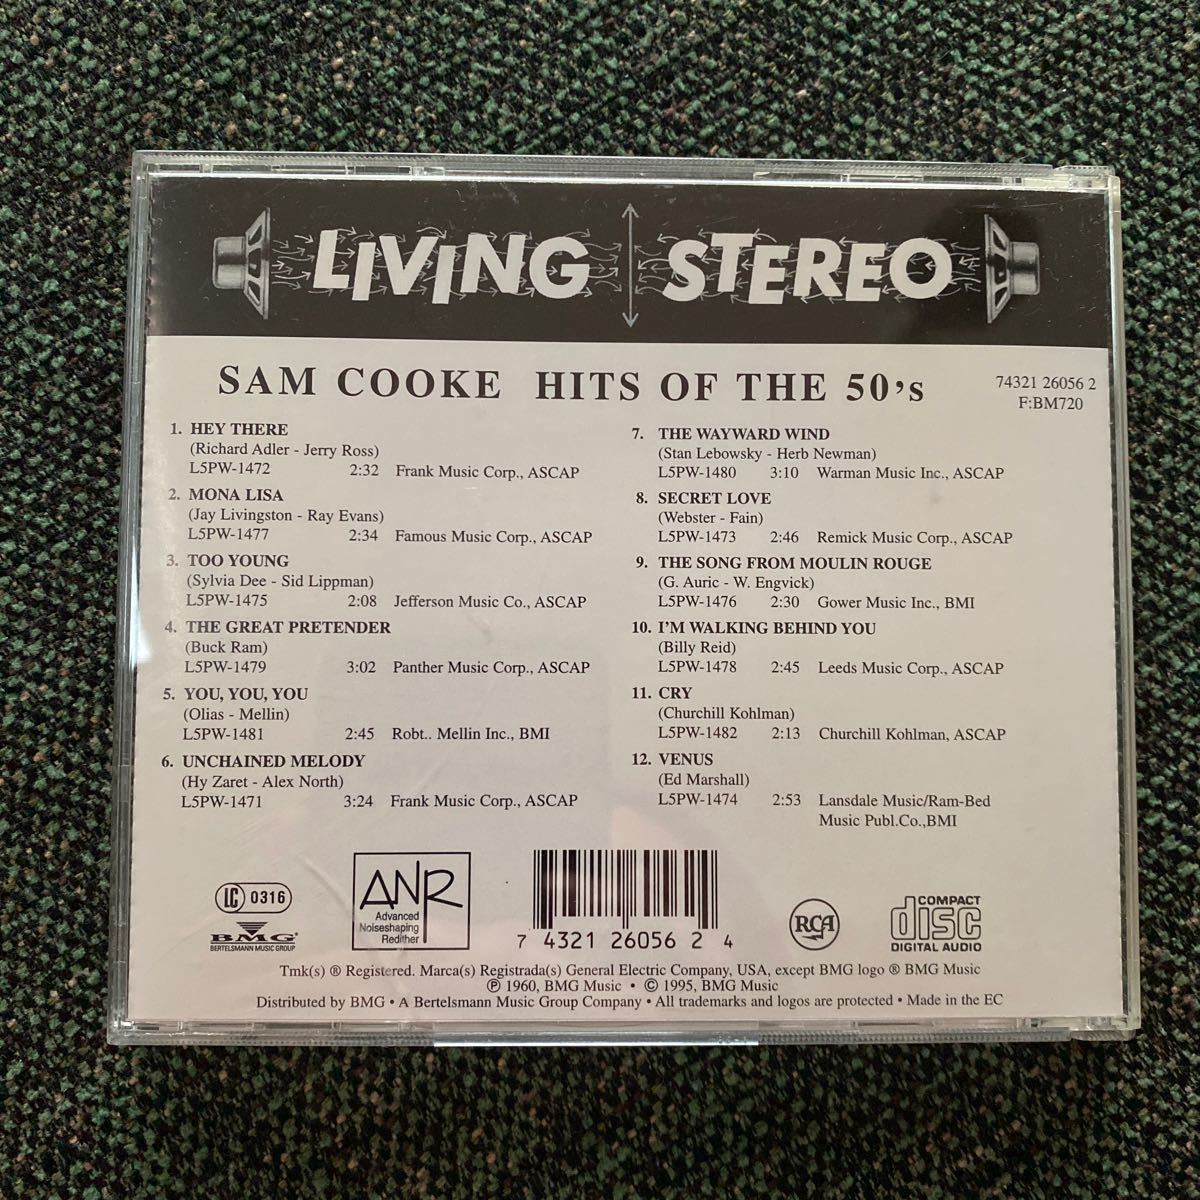 LIVING STEREO
SAM COOKE HITS OF THE 50's
74321 26056 2
F:BM720
1. HEY THERE
(Richard Adler - Jerry Ross)
L5PW-1472 2:32 Frank Music Corp., ASCAP
2. MONA LISA
(Jay Livingston - Ray Evans)
L5PW-1477 2:34 Famous Music Corp., ASCAP
3. TOO YOUNG
(Sylvia Dee - Sid Lippman)
L5PW-1475 2:08 Jefferson Music Co., ASCAP
4. THE GREAT PRETENDER
(Buck Ram)
L5PW-1479 3:02 Panther Music Corp., ASCAP
5. YOU, YOU, YOU
(Olias - Mellin)
L5PW-1481 2:45 Robt.. Mellin Inc., BMI
6. UNCHAINED MELODY
(Hy Zaret - Alex North)
L5PW-1471 3:24 Frank Music Corp., ASCAP
7. THE WAYWARD WIND
(Stan Lebowsky - Herb Newman)
L5PW-1480 3:10 Warman Music Inc., ASCAP
8. SECRET LOVE
(Webster - Fain)
L5PW-1473 2:46 Remick Music Corp., ASCAP
9. THE SONG FROM MOULIN ROUGE
(G. Auric - W. Engvick)
L5PW-1476 2:30 Gower Music Inc., BMI
10. I'M WALKING BEHIND YOU
(Billy Reid)
L5PW-1478 2:45 Leeds Music Corp., ASCAP
11. CRY
(Churchill Kohlman)
L5PW-1482 2:13 Churchill Kohlman, ASCAP
12. VENUS
(Ed Marshall)
L5PW-1474 2:53 Lansdale Music/Ram-Bed
Music Publ.Co.,BMI
LC 0316
BMG
BERTELSMANN MUSIC GROUP
ANR
Advanced
Noiseshaping
Redither
7 4321 26056 2 4
RCA
COMPACT
disc
DIGITAL AUDIO
Tmk(s) ® Registered. Marca(s) Registrada(s) General Electric Company, USA, except BMG logo ® BMG Music
℗ 1960, BMG Music • © 1995, BMG Music
Distributed by BMG • A Bertelsmann Music Group Company • All trademarks and logos are protected • Made in the EC